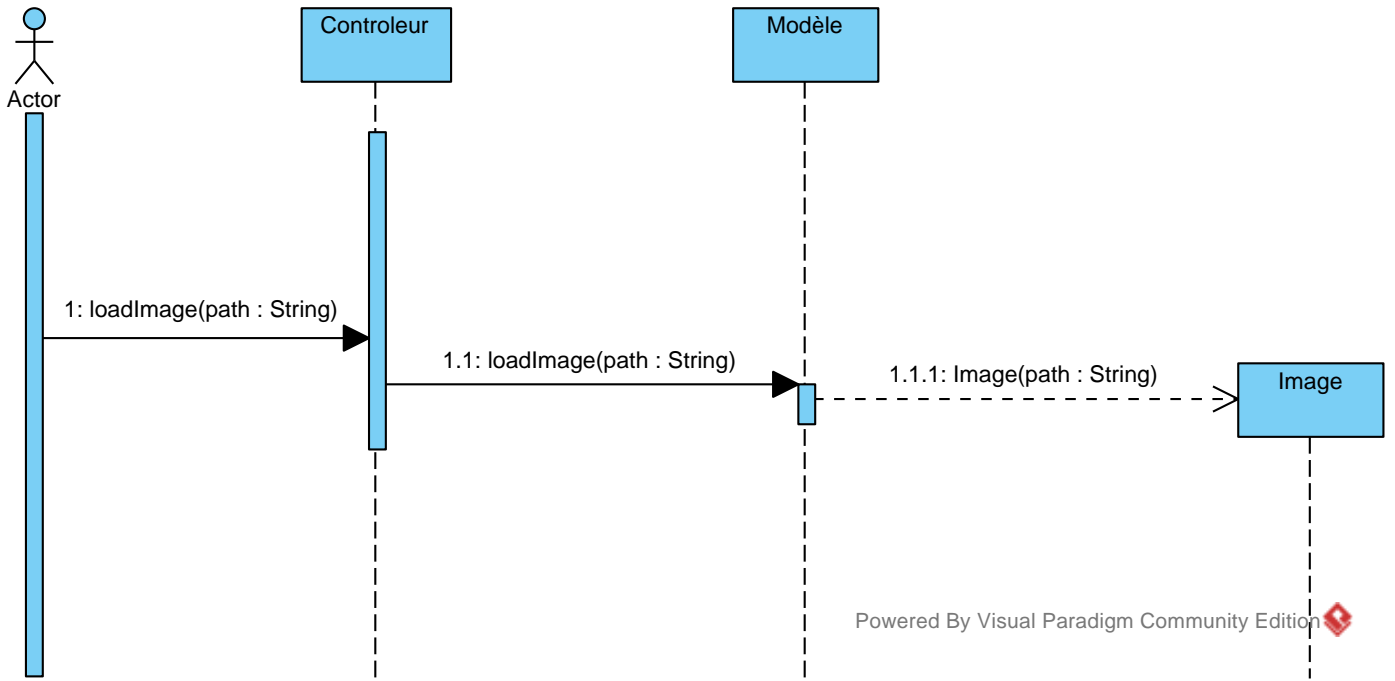 Controleur
Modèle
Actor
1: loadImage(path : String)
1.1: loadImage(path : String)
1.1.1: Image(path : String)
Image
Powered By Visual Paradigm Community Edition